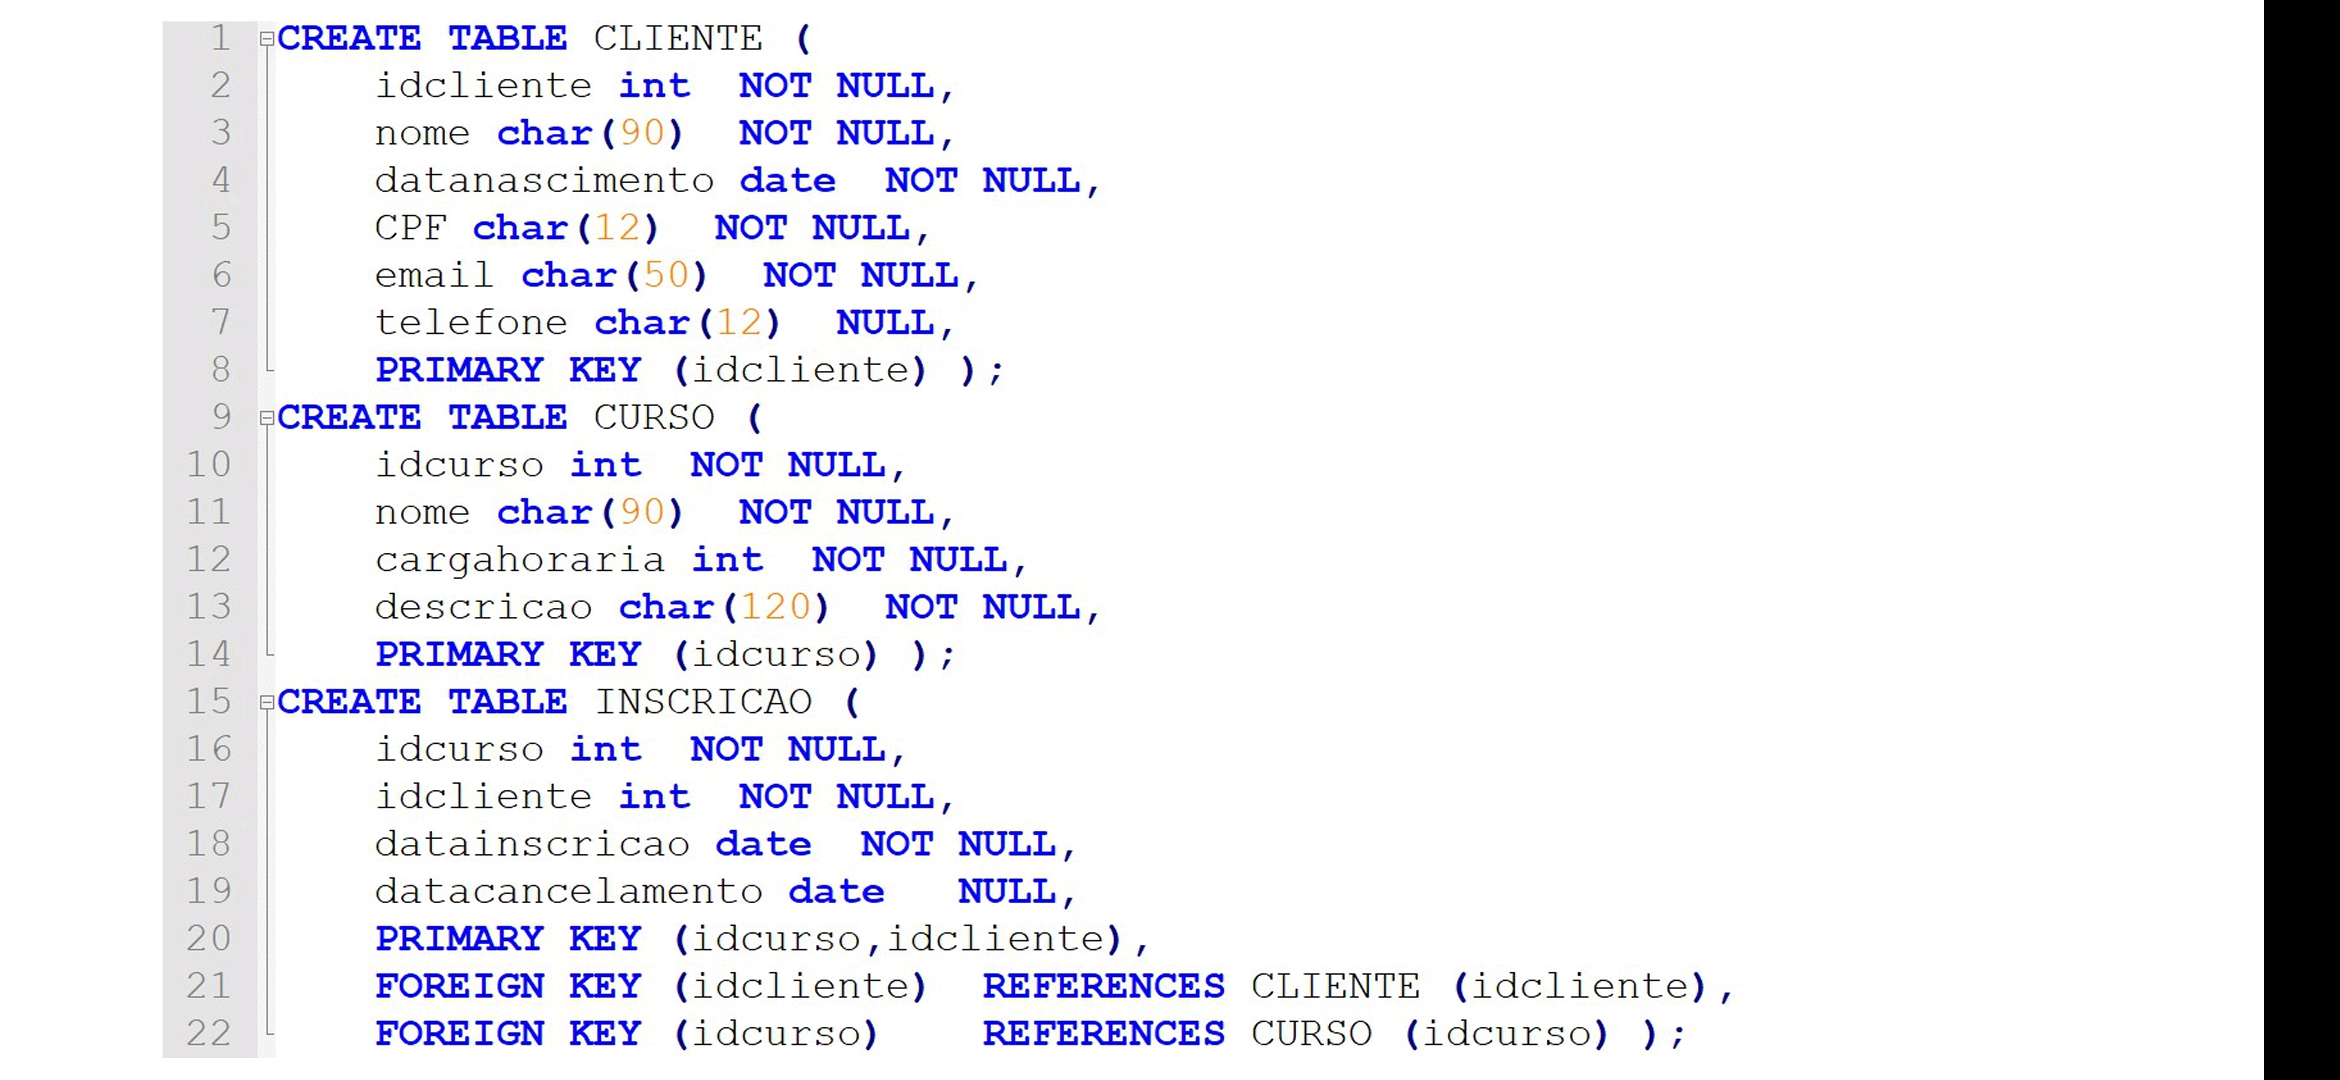 1 CREATE TABLE CLIENTE (
2 idcliente int NOT NULL,
3 nome char(90) NOT NULL,
4 datanascimento date NOT NULL,
5 CPF char(12) NOT NULL,
6 email char(50) NOT NULL,
7 telefone char(12) NULL,
8 PRIMARY KEY (idcliente) );
9 CREATE TABLE CURSO (
10 idcurso int NOT NULL,
11 nome char(90) NOT NULL,
12 cargahoraria int NOT NULL,
13 descricao char(120) NOT NULL,
14 PRIMARY KEY (idcurso) );
15 CREATE TABLE INSCRICAO (
16 idcurso int NOT NULL,
17 idcliente int NOT NULL,
18 datainscricao date NOT NULL,
19 datacancelamento date NULL,
20 PRIMARY KEY (idcurso,idcliente),
21 FOREIGN KEY (idcliente) REFERENCES CLIENTE (idcliente),
22 FOREIGN KEY (idcurso) REFERENCES CURSO (idcurso) );